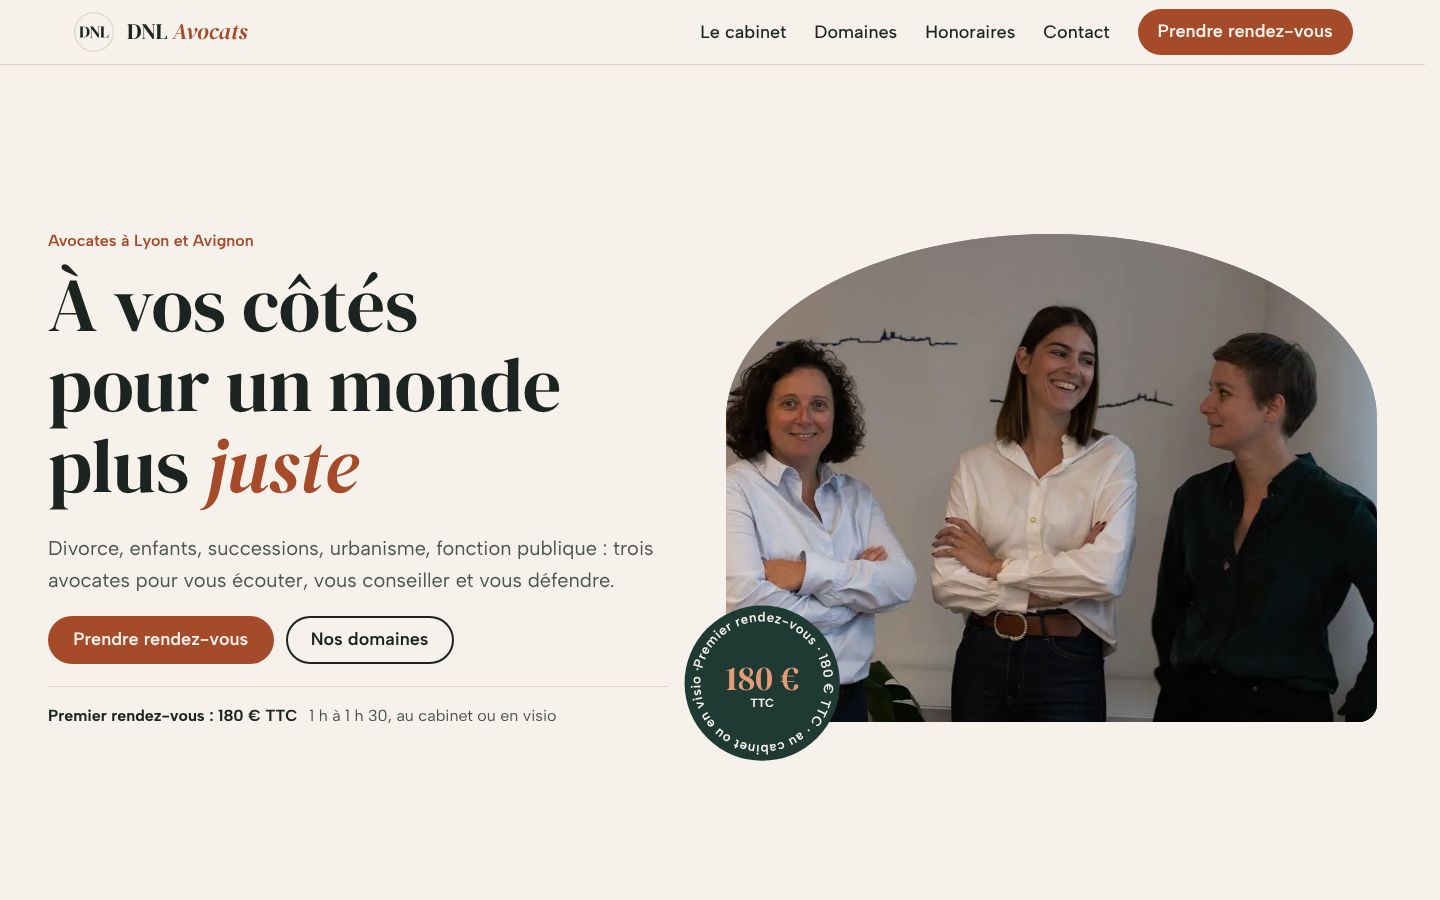 DNL DNL Avocats
Le cabinet
Domaines
Honoraires
Contact
Prendre rendez-vous
Avocates à Lyon et Avignon
À vos côtés
pour un monde
plus juste
Divorce, enfants, successions, urbanisme, fonction publique : trois
avocates pour vous écouter, vous conseiller et vous défendre.
Prendre rendez-vous
Nos domaines
Premier rendez-vous : 180 € TTC 1 h à 1 h 30, au cabinet ou en visio
Premier rendez-vous · 180 € TTC · au cabinet ou en visio ·
180 €
TTC